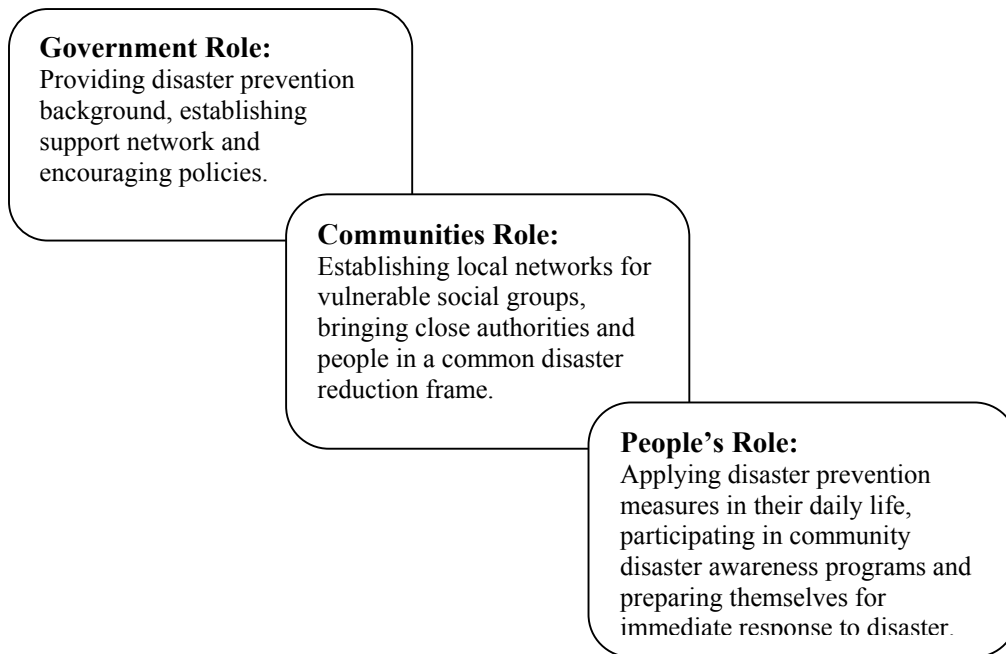 Government Role:
Providing disaster prevention
background, establishing
support network and
encouraging policies.
Communities Role:
Establishing local networks for
vulnerable social groups,
bringing close authorities and
people in a common disaster
reduction frame.
People’s Role:
Applying disaster prevention
measures in their daily life,
participating in community
disaster awareness programs and
preparing themselves for
immediate response to disaster.